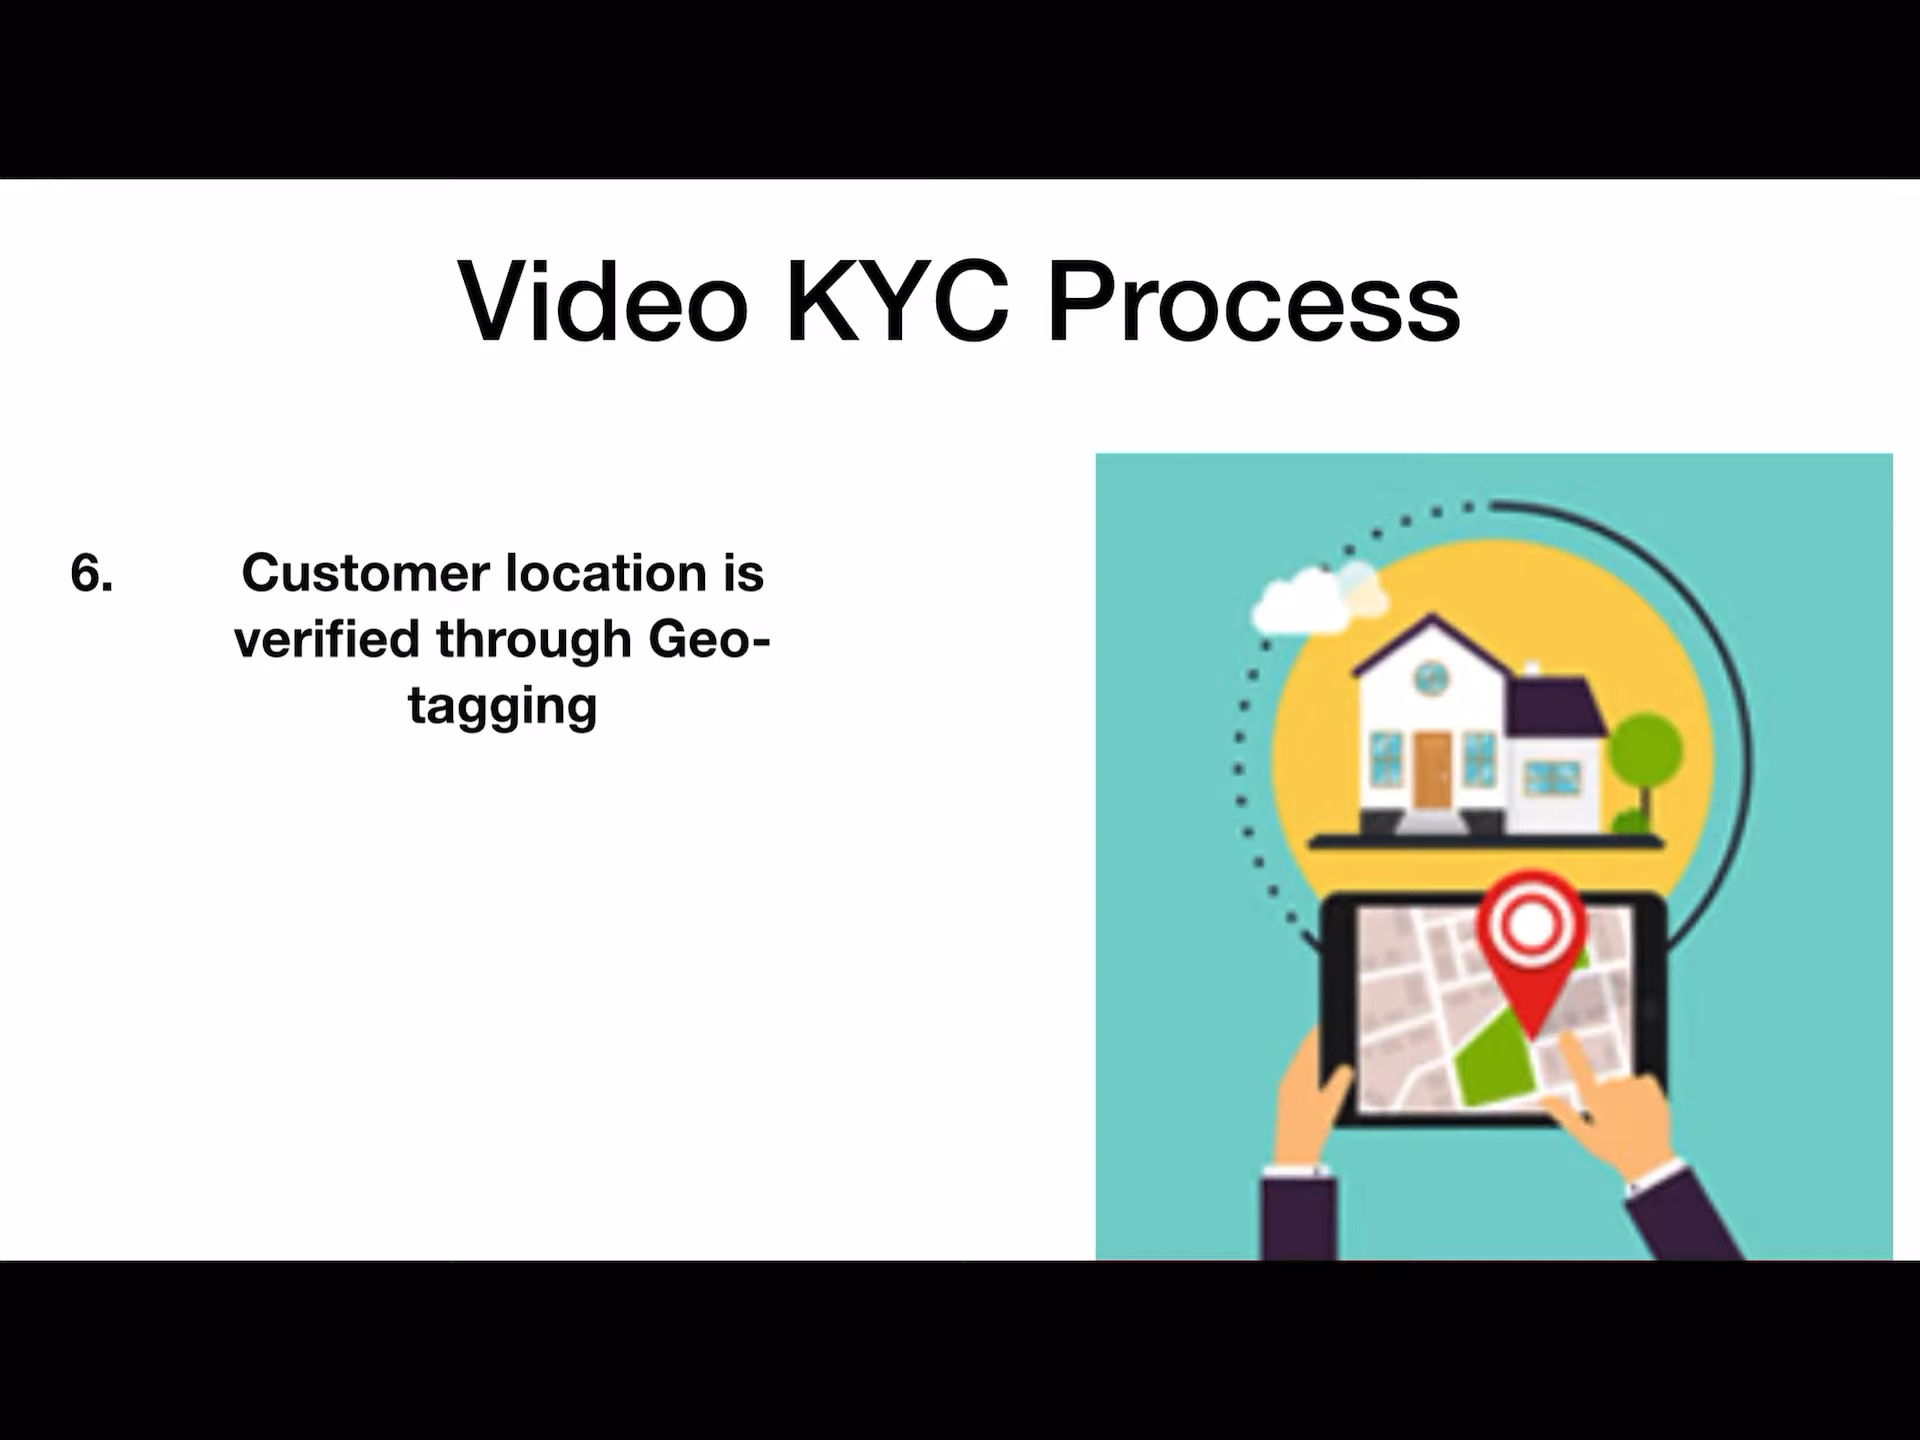 Video KYC Process
6. Customer location is
verified through Geo-
tagging